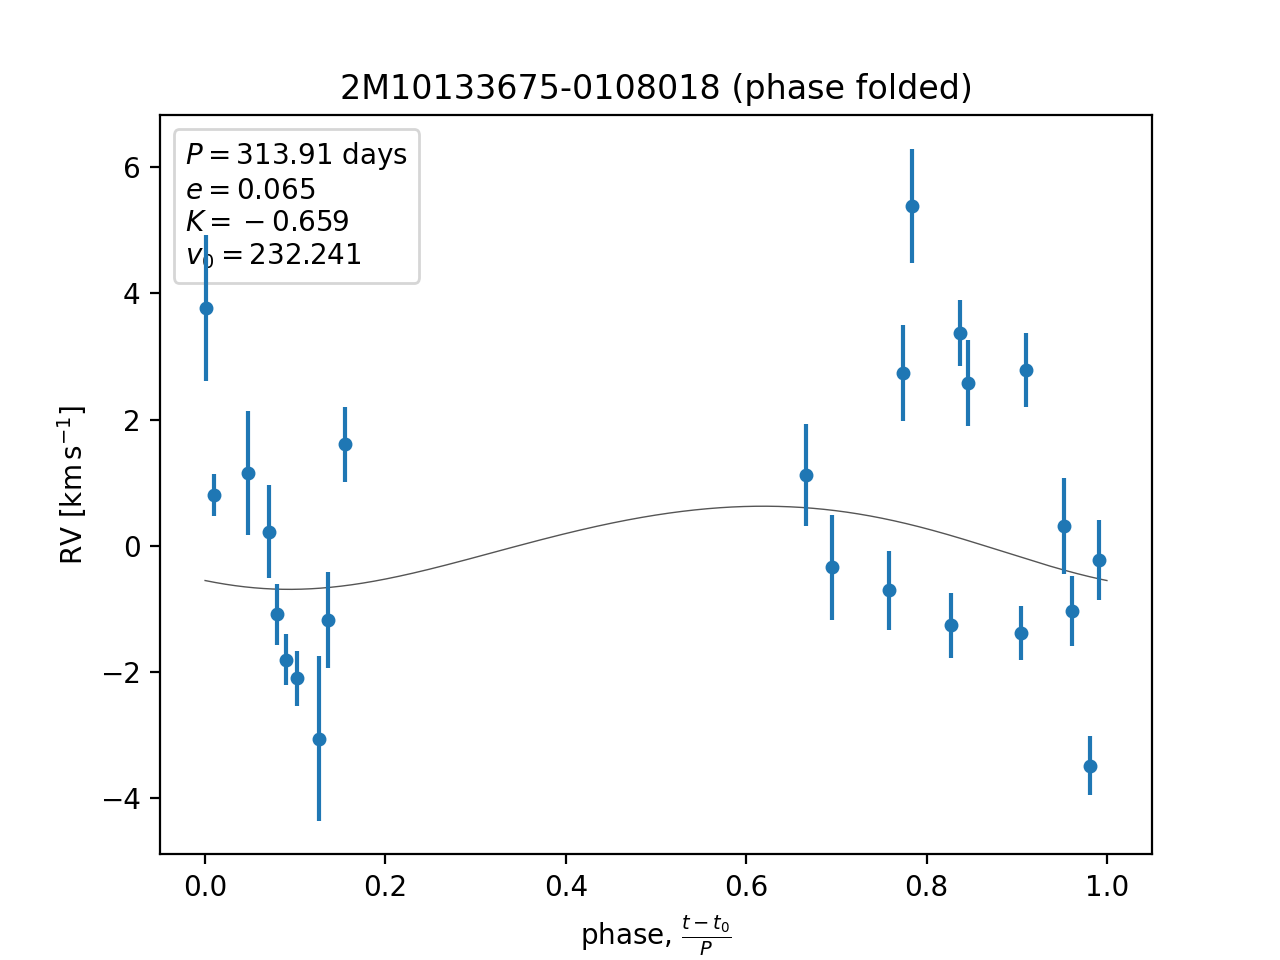 2M10133675-0108018 (phase folded)
P = 313.91 days
e = 0.065
K = −0.659
v₀ = 232.241
RV [km s⁻¹]
6
4
2
0
−2
−4
0.0 0.2 0.4 0.6 0.8 1.0
phase, (t − t₀)/P